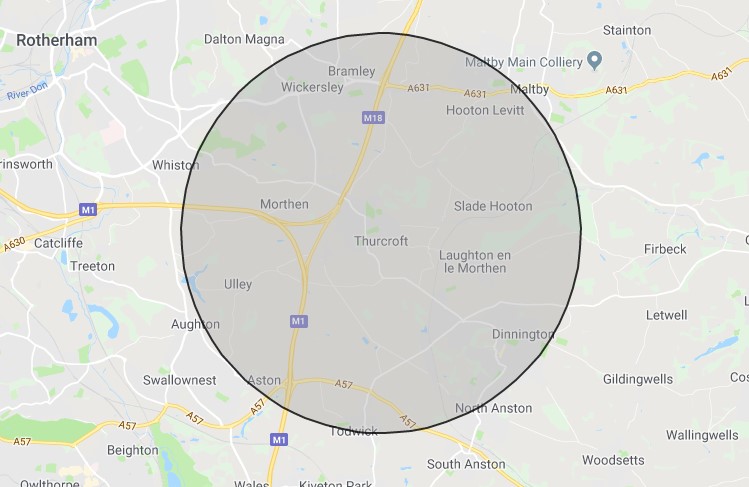 Stainton
Rotherham
Dalton Magna
Maltby Main Colliery
Bramley
A631
Wickersley
A631
A631
Maltby
River Don
Hooton Levitt
M18
rinsworth
Whiston
Morthen
Slade Hooton
M1
A630
Catcliffe
Thurcroft
Firbeck
Laughton en
le Morthen
Treeton
Ulley
Letwell
M1
Aughton
Dinnington
Swallownest
Aston
A57
Gildingwells
Cos
A57
North Anston
A57
A57
A57
Todwick
Wallingwells
M1
Beighton
South Anston
Woodsetts
Owlthorpe
Wales
Kiveton Park